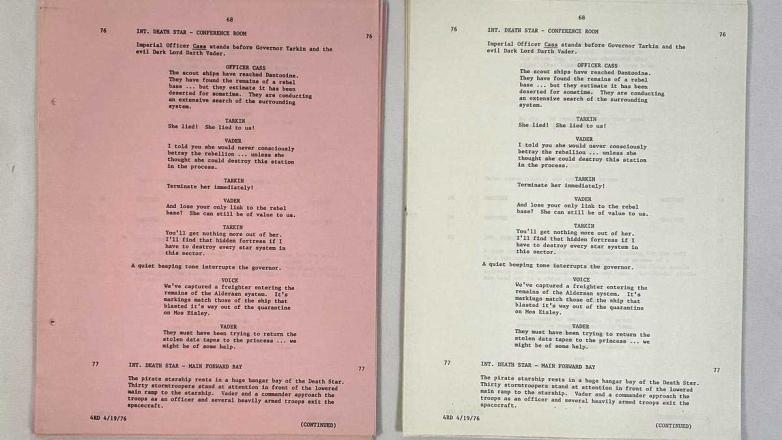 68
76 INT. DEATH STAR - CONFERENCE ROOM 76
Imperial Officer Cass stands before Governor Tarkin and the
evil Dark Lord Darth Vader.
OFFICER CASS
The scout ships have reached Dantooine.
They have found the remains of a rebel
base ... but they estimate it has been
deserted for sometime. They are conducting
an extensive search of the surrounding
system.
TARKIN
She lied! She lied to us!
VADER
I told you she would never consciously
betray the rebellion ... unless she
thought she could destroy this station
in the process.
TARKIN
Terminate her immediately!
VADER
And lose your only link to the rebel
base? She can still be of value to us.
TARKIN
You'll get nothing more out of her.
I'll find that hidden fortress if I
have to destroy every star system in
this sector.
A quiet beeping tone interrupts the governor.
VOICE
We've captured a freighter entering the
remains of the Alderaan system. It's
markings match those of the ship that
blasted it's way out of the quarantine
on Mos Eisley.
VADER
They must have been trying to return the
stolen data tapes to the princess ... we
might be of some help.
77 INT. DEATH STAR - MAIN FORWARD BAY 77
The pirate starship rests in a huge hangar bay of the Death Star.
Thirty stormtroopers stand at attention in front of the lowered
main ramp to the starship. Vader and a commander approach the
troops as an officer and several heavily armed troops exit the
spacecraft.
4RD 4/19/76 (CONTINUED)
68
76 INT. DEATH STAR - CONFERENCE ROOM 76
Imperial Officer Cass stands before Governor Tarkin and the
evil Dark Lord Darth Vader.
OFFICER CASS
The scout ships have reached Dantooine.
They have found the remains of a rebel
base ... but they estimate it has been
deserted for sometime. They are conducting
an extensive search of the surrounding
system.
TARKIN
She lied! She lied to us!
VADER
I told you she would never consciously
betray the rebellion ... unless she
thought she could destroy this station
in the process.
TARKIN
Terminate her immediately!
VADER
And lose your only link to the rebel
base? She can still be of value to us.
TARKIN
You'll get nothing more out of her.
I'll find that hidden fortress if I
have to destroy every star system in
this sector.
A quiet beeping tone interrupts the governor.
VOICE
We've captured a freighter entering the
remains of the Alderaan system. It's
markings match those of the ship that
blasted it's way out of the quarantine
on Mos Eisley.
VADER
They must have been trying to return the
stolen data tapes to the princess ... we
might be of some help.
77 INT. DEATH STAR - MAIN FORWARD BAY 77
The pirate starship rests in a huge hangar bay of the Death Star.
Thirty stormtroopers stand at attention in front of the lowered
main ramp to the starship. Vader and a commander approach the
troops as an officer and several heavily armed troops exit the
spacecraft.
4RD 4/19/76 (CONTINUED)